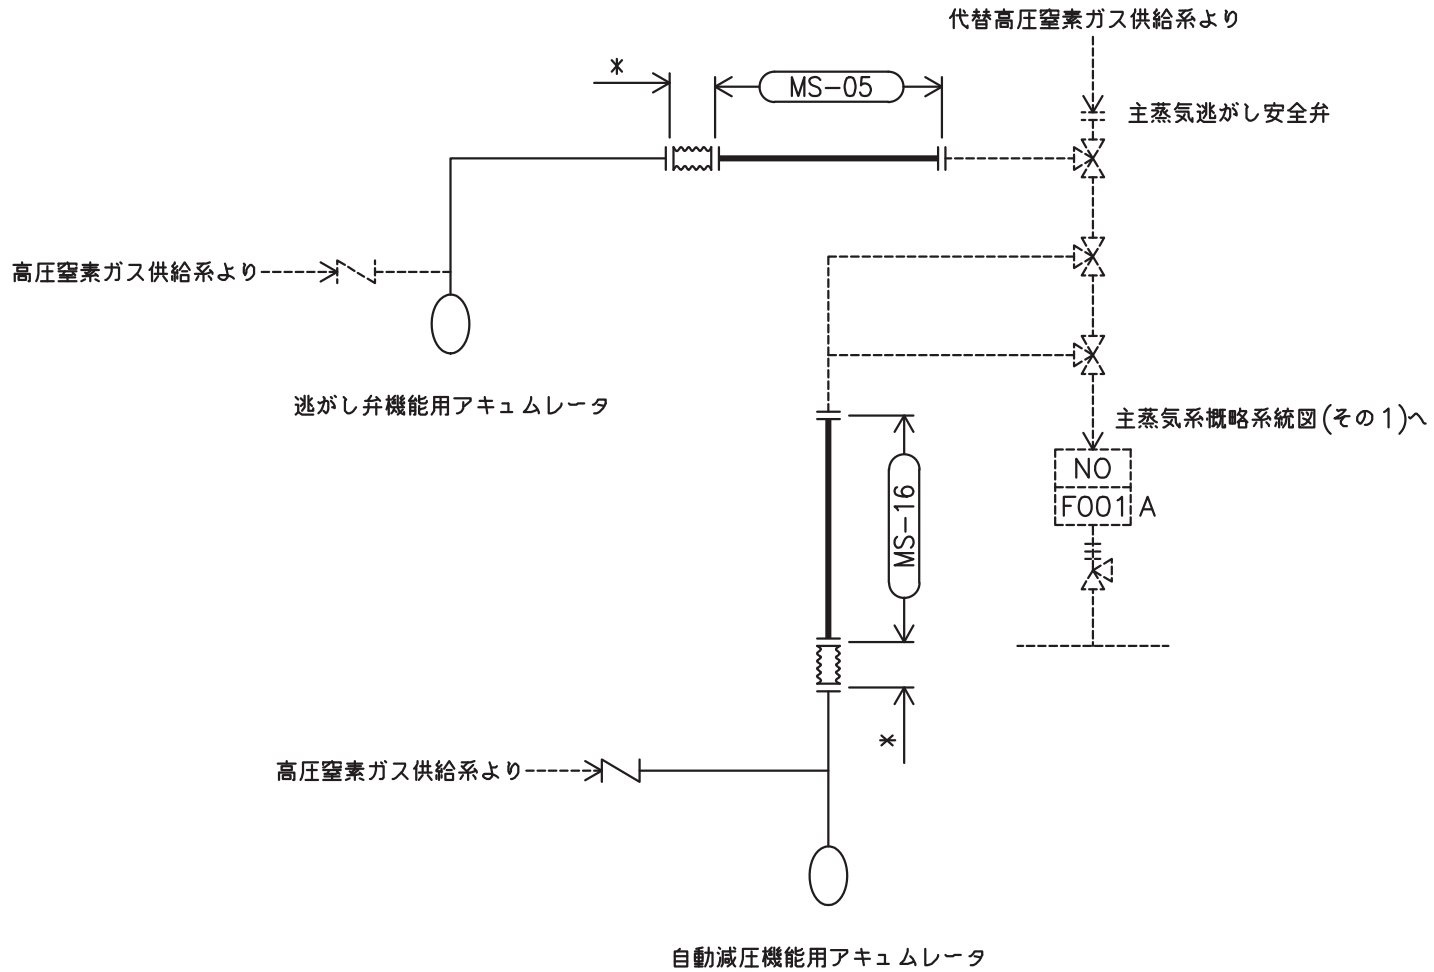 代替高圧窒素ガス供給系より
*
MS-05
主蒸気逃がし安全弁
高圧窒素ガス供給系より
逃がし弁機能用アキュムレータ
主蒸気系概略系統図(その1)へ
NO
F001 A
MS-16
*
高圧窒素ガス供給系より
自動減圧機能用アキュムレータ